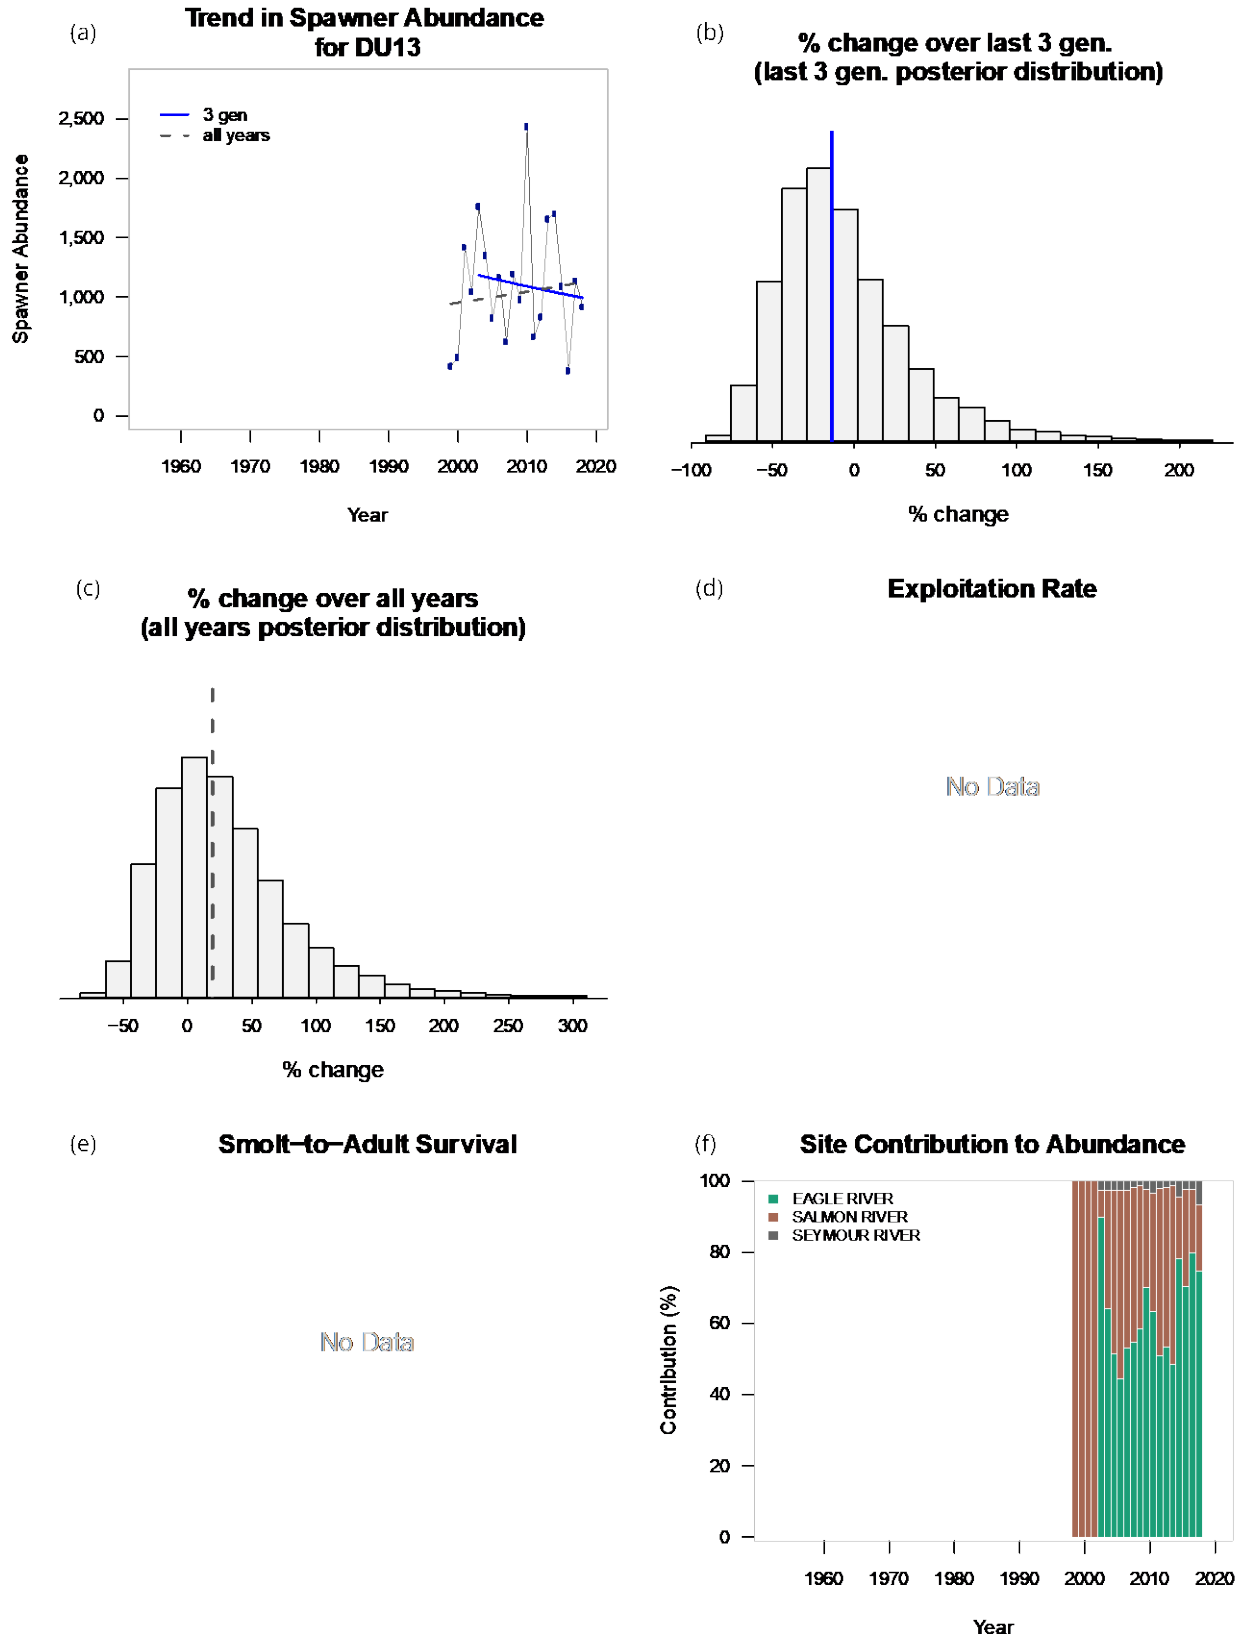 (a)
Trend in Spawner Abundance
for DU13
3 gen
all years
2,500
2,000
1,500
1,000
500
0
Spawner Abundance
1960 1970 1980 1990 2000 2010 2020
Year
(b)
% change over last 3 gen.
(last 3 gen. posterior distribution)
−100 −50 0 50 100 150 200
% change
(c)
% change over all years
(all years posterior distribution)
−50 0 50 100 150 200 250 300
% change
(d)
Exploitation Rate
No Data
(e)
Smolt−to−Adult Survival
No Data
(f)
Site Contribution to Abundance
EAGLE RIVER
SALMON RIVER
SEYMOUR RIVER
100
80
60
40
20
0
Contribution (%)
1960 1970 1980 1990 2000 2010 2020
Year